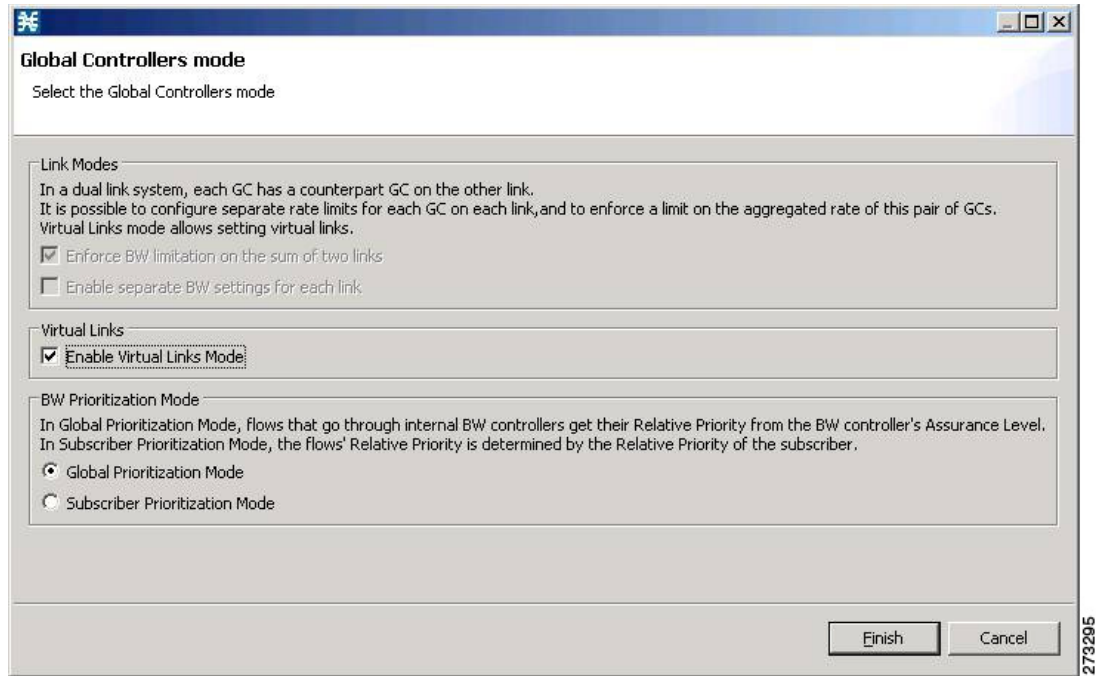 Global Controllers mode
Select the Global Controllers mode
Link Modes
In a dual link system, each GC has a counterpart GC on the other link.
It is possible to configure separate rate limits for each GC on each link,and to enforce a limit on the aggregated rate of this pair of GCs.
Virtual Links mode allows setting virtual links.
Enforce BW limitation on the sum of two links
Enable separate BW settings for each link
Virtual Links
Enable Virtual Links Mode
BW Prioritization Mode
In Global Prioritization Mode, flows that go through internal BW controllers get their Relative Priority from the BW controller's Assurance Level.
In Subscriber Prioritization Mode, the flows' Relative Priority is determined by the Relative Priority of the subscriber.
Global Prioritization Mode
Subscriber Prioritization Mode
Finish
Cancel
273295